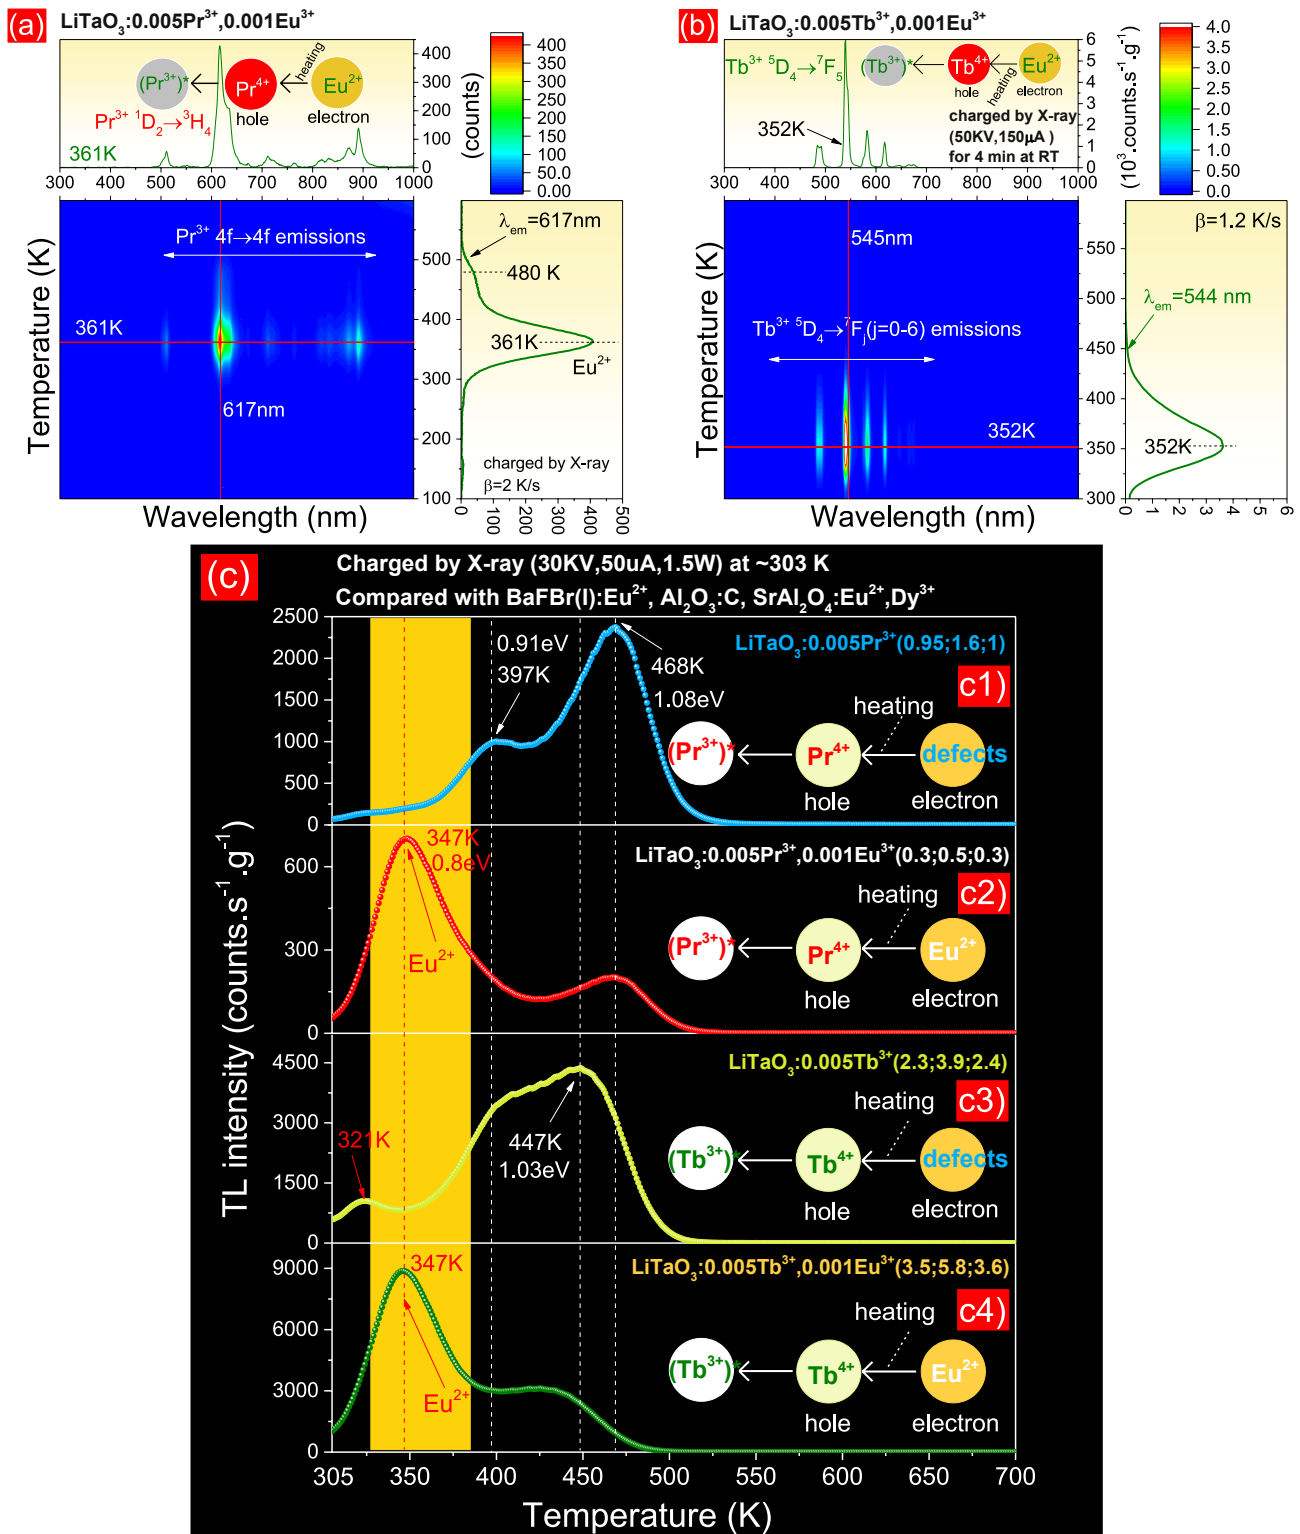 (a)
LiTaO₃:0.005Pr³⁺,0.001Eu³⁺
400
300
200
100
0
(Pr³⁺)*
Pr⁴⁺
heating
Eu²⁺
hole
electron
Pr³⁺ ¹D₂→³H₄
361K
300 400 500 600 700 800 900 1000
400
350
300
250
200
150
100
50.00
0.00
(counts)
Pr³⁺ 4f→4f emissions
361K
617nm
Temperature (K)
Wavelength (nm)
500
400
300
200
100
λem=617nm
480 K
361K
Eu²⁺
charged by X-ray
β=2 K/s
0 100 200 300 400 500
(b)
LiTaO₃:0.005Tb³⁺,0.001Eu³⁺
6
5
4
3
2
1
0
Tb³⁺ ⁵D₄→⁷F₅
(Tb³⁺)*
Tb⁴⁺
heating
Eu²⁺
hole
electron
352K
charged by X-ray
(50KV,150μA )
for 4 min at RT
300 400 500 600 700 800 900 1000
4.0
3.5
3.0
2.5
2.0
1.5
1.0
0.50
0.0
(10³.counts.s⁻¹.g⁻¹)
545nm
Tb³⁺ ⁵D₄→⁷Fⱼ(j=0-6) emissions
352K
Temperature (K)
Wavelength (nm)
550
500
450
400
350
300
β=1.2 K/s
λem=544 nm
352K
0 1 2 3 4 5 6
(c)
Charged by X-ray (30KV,50uA,1.5W) at ~303 K
Compared with BaFBr(I):Eu²⁺, Al₂O₃:C, SrAl₂O₄:Eu²⁺,Dy³⁺
2500
2000
1500
1000
500
0
0.91eV
397K
468K
1.08eV
LiTaO₃:0.005Pr³⁺(0.95;1.6;1)
c1)
heating
(Pr³⁺)*
Pr⁴⁺
defects
hole
electron
600
300
0
347K
0.8eV
Eu²⁺
LiTaO₃:0.005Pr³⁺,0.001Eu³⁺(0.3;0.5;0.3)
c2)
heating
(Pr³⁺)*
Pr⁴⁺
Eu²⁺
hole
electron
4500
3000
1500
0
321K
447K
1.03eV
LiTaO₃:0.005Tb³⁺(2.3;3.9;2.4)
c3)
heating
(Tb³⁺)*
Tb⁴⁺
defects
hole
electron
9000
6000
3000
0
347K
Eu²⁺
LiTaO₃:0.005Tb³⁺,0.001Eu³⁺(3.5;5.8;3.6)
c4)
heating
(Tb³⁺)*
Tb⁴⁺
Eu²⁺
hole
electron
TL intensity (counts.s⁻¹.g⁻¹)
305 350 400 450 500 550 600 650 700
Temperature (K)